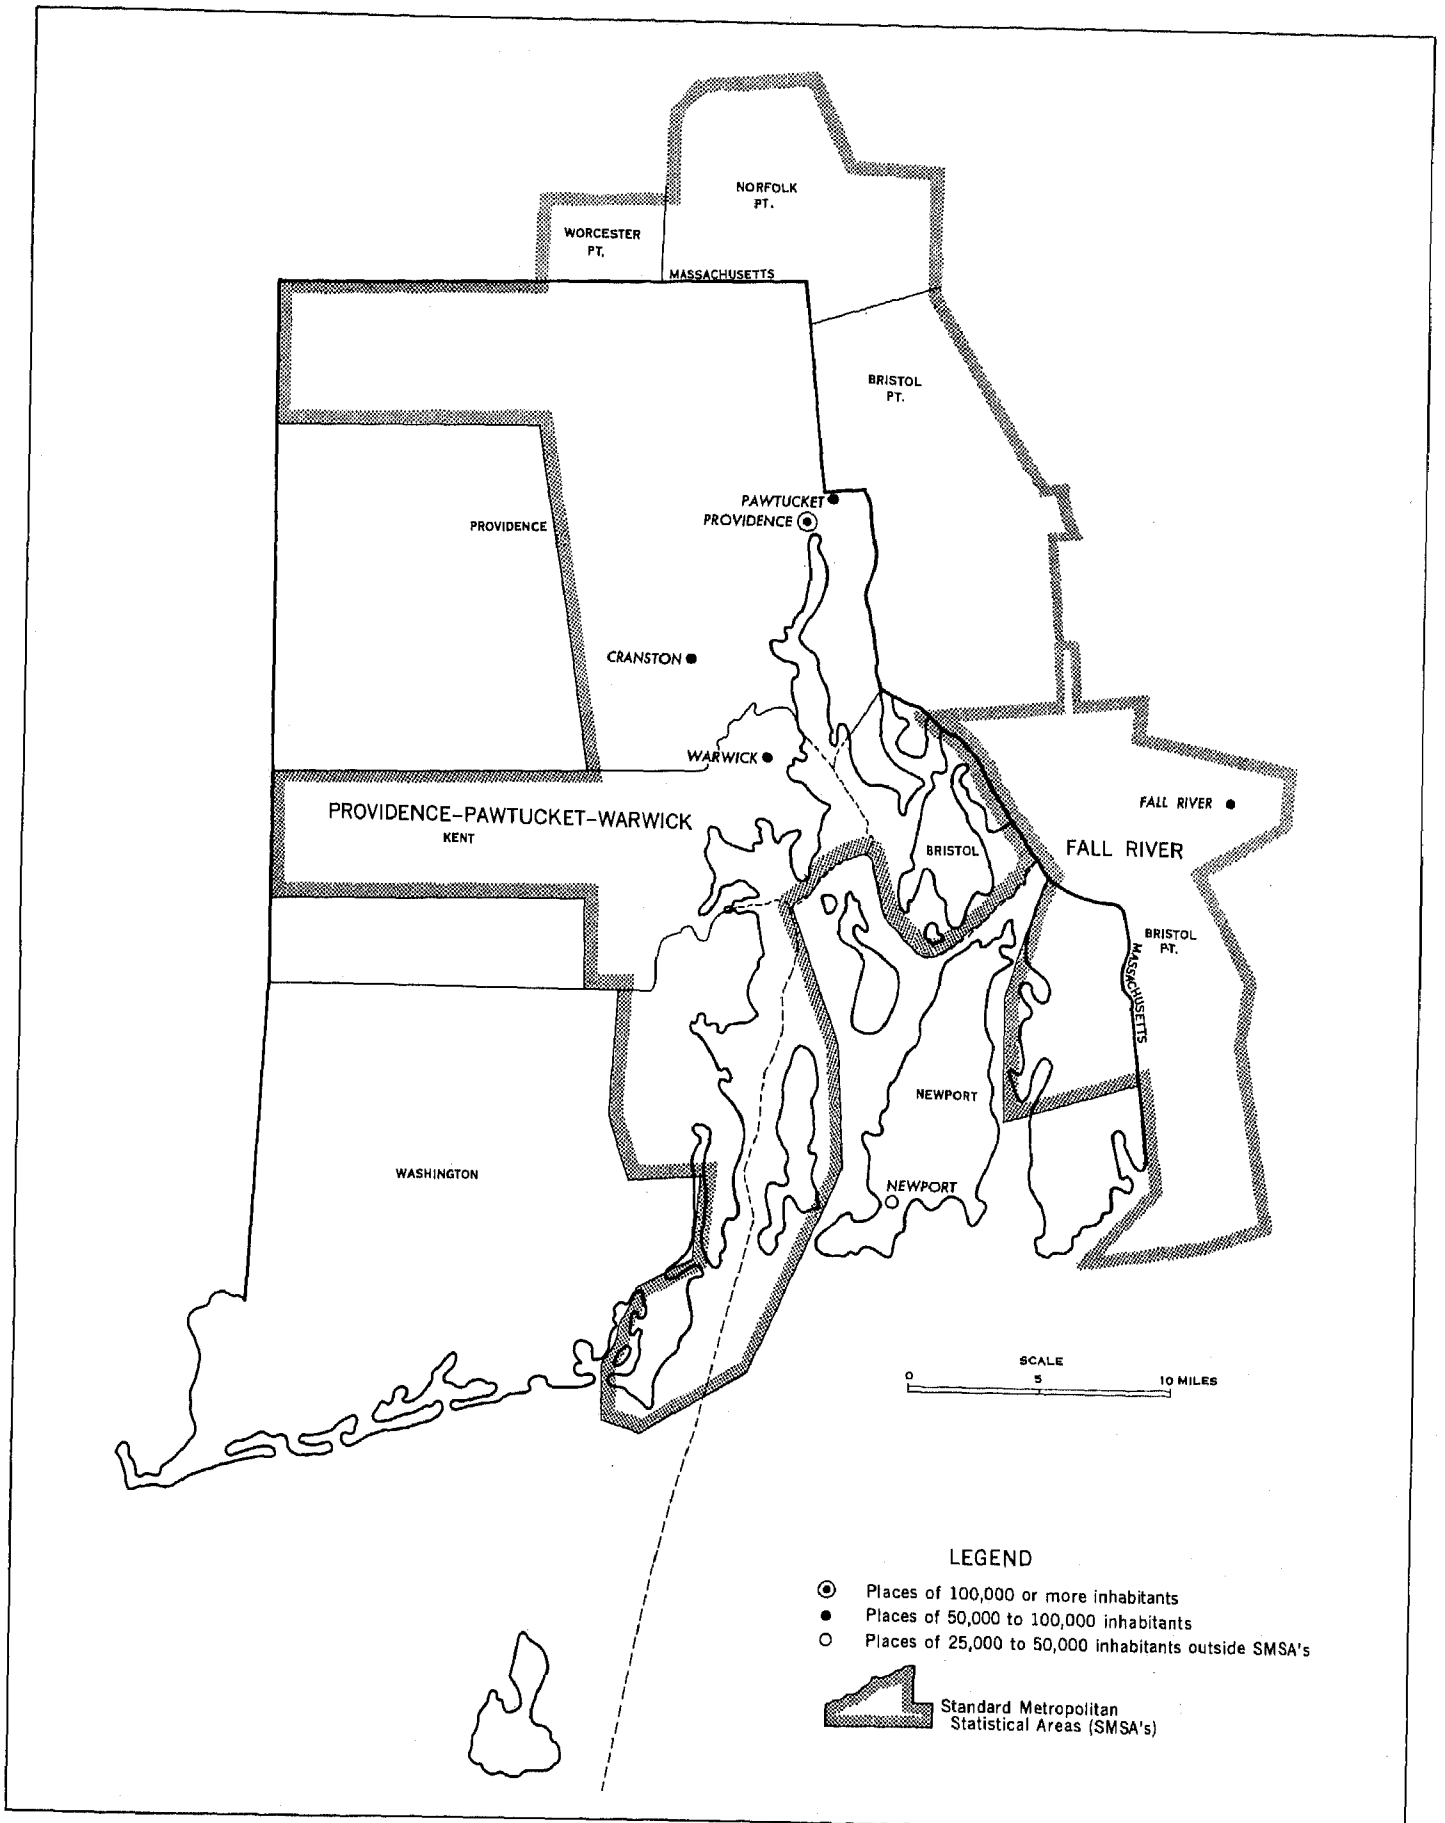 NORFOLK
PT.
WORCESTER
PT.
MASSACHUSETTS
BRISTOL
PT.
PAWTUCKET
PROVIDENCE
PROVIDENCE
CRANSTON
WARWICK
PROVIDENCE-PAWTUCKET-WARWICK
KENT
FALL RIVER
FALL RIVER
BRISTOL
BRISTOL
PT.
MASSACHUSETTS
NEWPORT
WASHINGTON
NEWPORT
SCALE
0 5 10 MILES
LEGEND
Places of 100,000 or more inhabitants
Places of 50,000 to 100,000 inhabitants
Places of 25,000 to 50,000 inhabitants outside SMSA's
Standard Metropolitan
Statistical Areas (SMSA's)